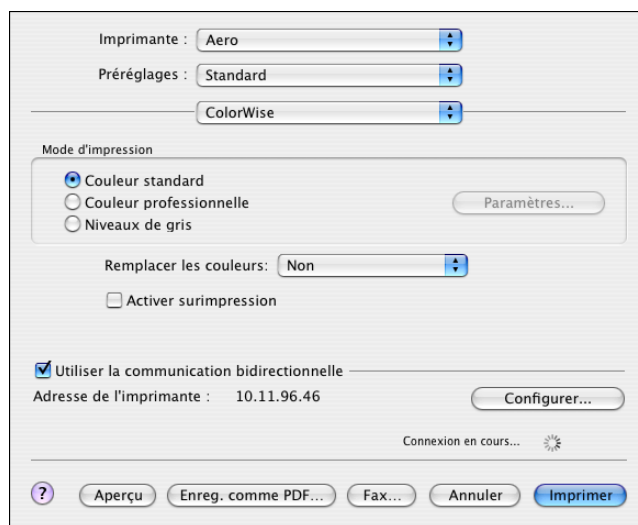 Imprimante : Aero
Préréglages : Standard
ColorWise
Mode d'impression
Couleur standard
Couleur professionnelle
Paramètres...
Niveaux de gris
Remplacer les couleurs: Non
Activer surimpression
Utiliser la communication bidirectionnelle
Adresse de l'imprimante : 10.11.96.46 Configurer...
Connexion en cours...
? Aperçu Enreg. comme PDF... Fax... Annuler Imprimer